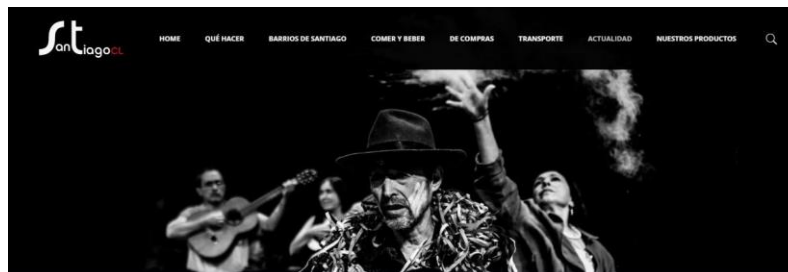 SanTiagoCL HOME QUÉ HACER BARRIOS DE SANTIAGO COMER Y BEBER DE COMPRAS TRANSPORTE ACTUALIDAD NUESTROS PRODUCTOS